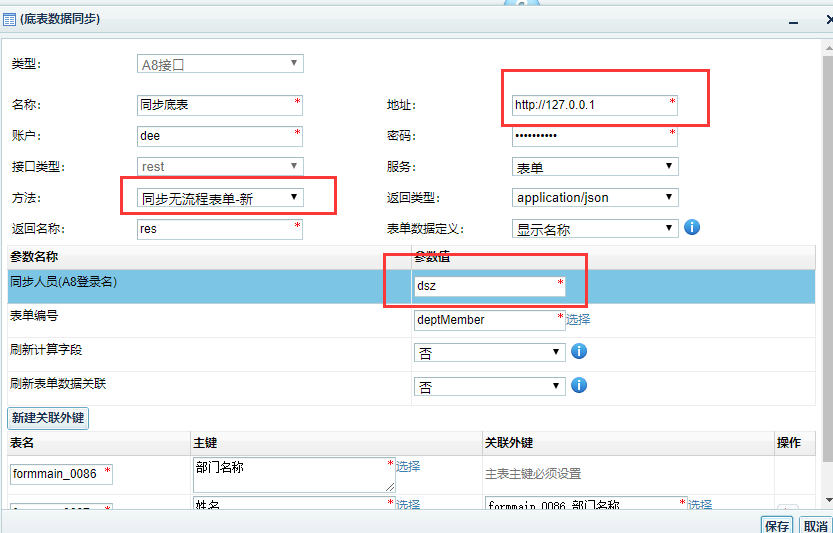 (底表数据同步)
类型: A8接口
名称: 同步底表 * 地址: http://127.0.0.1 *
账户: dee * 密码: •••••••••• *
接口类型: rest 服务: 表单
方法: 同步无流程表单-新 返回类型: application/json
返回名称: res * 表单数据定义: 显示名称
参数名称 参数值
同步人员(A8登录名) dsz *
表单编号 deptMember * 选择
刷新计算字段 否
刷新表单数据关联 否
新建关联外键
表名 主键 关联外键 操作
formmain_0086 * 部门名称 * 选择 主表主键必须设置
姓名 * 选择 formmain_0086 部门名称 * 选择
保存 取消